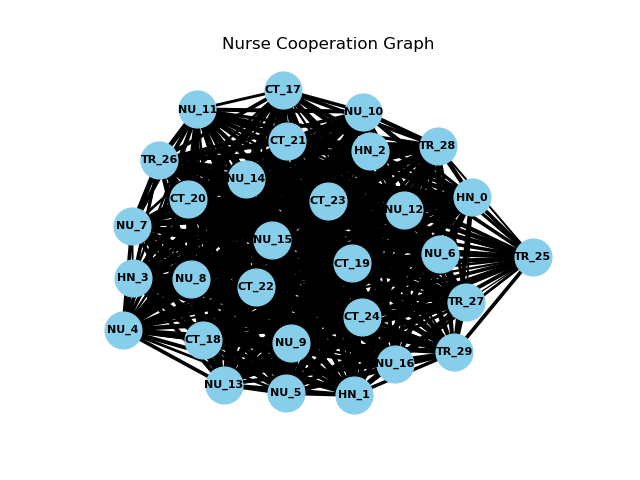 Nurse Cooperation Graph
CT_17
NU_11
NU_10
CT_21
TR_28
HN_2
TR_26
NU_14
HN_0
CT_20
CT_23
NU_12
NU_7
NU_15
NU_6
TR_25
CT_19
HN_3
NU_8
CT_22
TR_27
CT_24
NU_4
CT_18
NU_9
TR_29
NU_16
NU_13
NU_5
HN_1